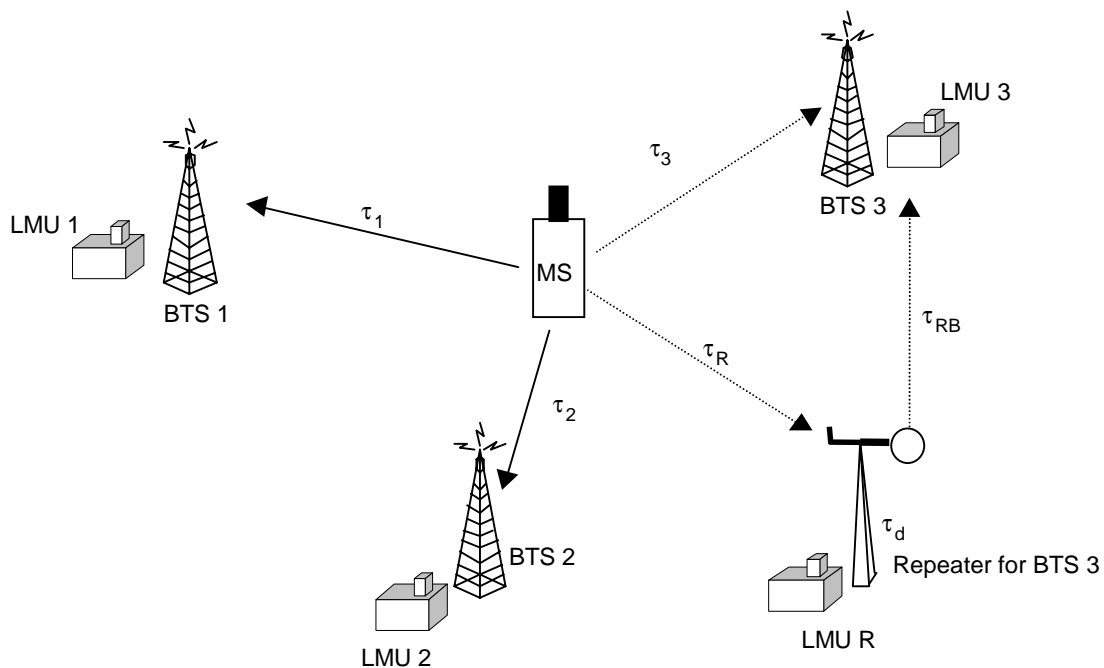 LMU 3
τ3
BTS 3
τ1
LMU 1
MS
BTS 1
τRB
τR
τ2
τd
BTS 2
Repeater for BTS 3
LMU R
LMU 2